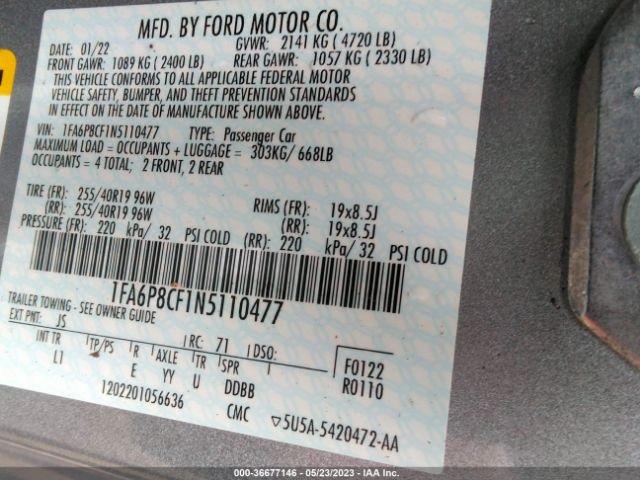 MFD. BY FORD MOTOR CO.
DATE: 01/22 GVWR: 2141 KG ( 4720 LB)
FRONT GAWR: 1089 KG ( 2400 LB) REAR GAWR: 1057 KG ( 2330 LB)
THIS VEHICLE CONFORMS TO ALL APPLICABLE FEDERAL MOTOR
VEHICLE SAFETY, BUMPER, AND THEFT PREVENTION STANDARDS
IN EFFECT ON THE DATE OF MANUFACTURE SHOWN ABOVE.
VIN: 1FA6P8CF1N5110477 TYPE: Passenger Car
MAXIMUM LOAD = OCCUPANTS + LUGGAGE = 303KG/ 668LB
OCCUPANTS = 4 TOTAL; 2 FRONT, 2 REAR
TIRE (FR): 255/40R19 96W RIMS (FR): 19x8.5J
(RR): 255/40R19 96W (RR): 19x8.5J
PRESSURE (FR): 220 kPa/ 32 PSI COLD (RR): 220 kPa/ 32 PSI COLD
1FA6P8CF1N5110477
TRAILER TOWING - SEE OWNER GUIDE
EXT PNT: JS RC: 71 DSO:
INT TR TP/PS R AXLE TR SPR F0122
L1 E YY U DDBB R0110
1202201056636 CMC ▽5U5A-5420472-AA
000-36677146 - 05/23/2023 - IAA Inc.